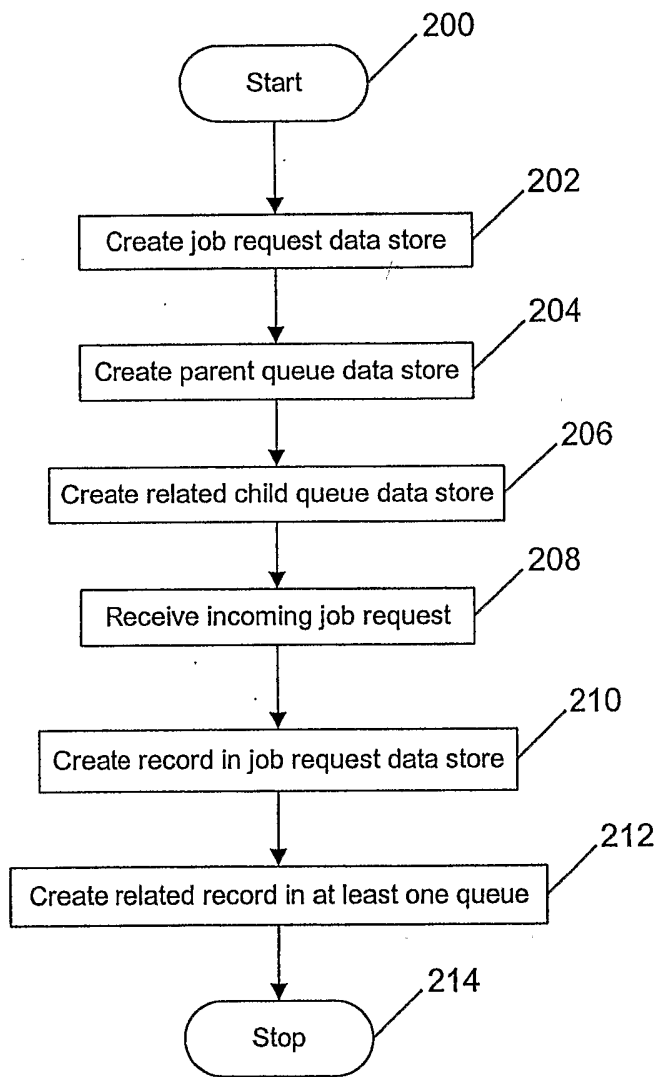 200
Start
202
Create job request data store
204
Create parent queue data store
206
Create related child queue data store
208
Receive incoming job request
210
Create record in job request data store
212
Create related record in at least one queue
214
Stop